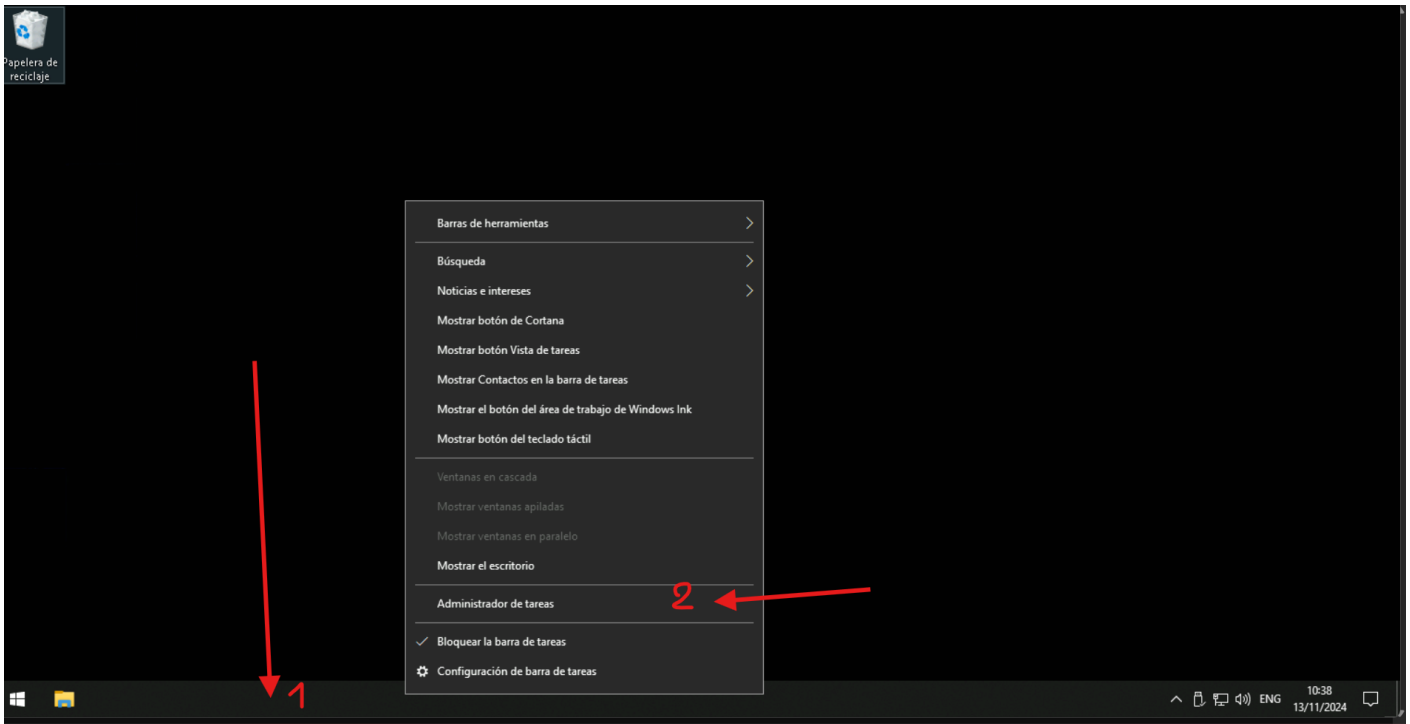 Papelera de
reciclaje
Barras de herramientas
Búsqueda
Noticias e intereses
Mostrar botón de Cortana
Mostrar botón Vista de tareas
Mostrar Contactos en la barra de tareas
Mostrar el botón del área de trabajo de Windows Ink
Mostrar botón del teclado táctil
Ventanas en cascada
Mostrar ventanas apiladas
Mostrar ventanas en paralelo
Mostrar el escritorio
Administrador de tareas
2
Bloquear la barra de tareas
Configuración de barra de tareas
1
ENG
10:38
13/11/2024